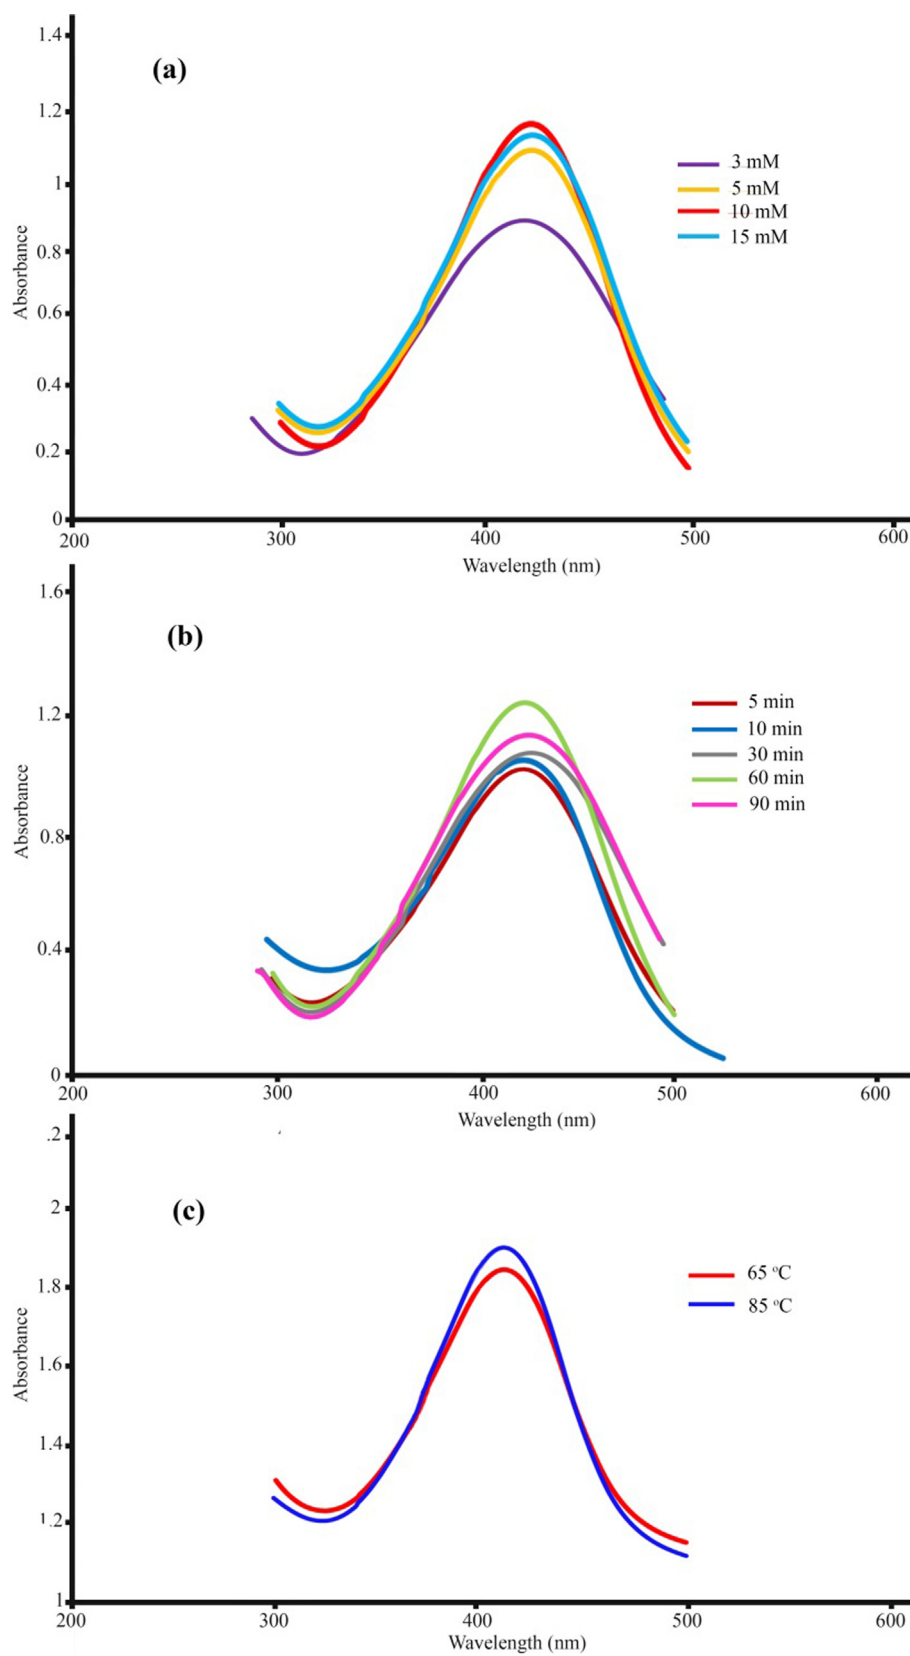 (a)
1.4
1.2
1
0.8
0.6
0.4
0.2
0
Absorbance
3 mM
5 mM
10 mM
15 mM
200 300 400 500 600
Wavelength (nm)
(b)
1.6
1.2
0.8
0.4
0
Absorbance
5 min
10 min
30 min
60 min
90 min
200 300 400 500 600
Wavelength (nm)
(c)
.2
2
1.8
1.6
1.4
1.2
1
Absorbance
65 °C
85 °C
200 300 400 500 600
Wavelength (nm)